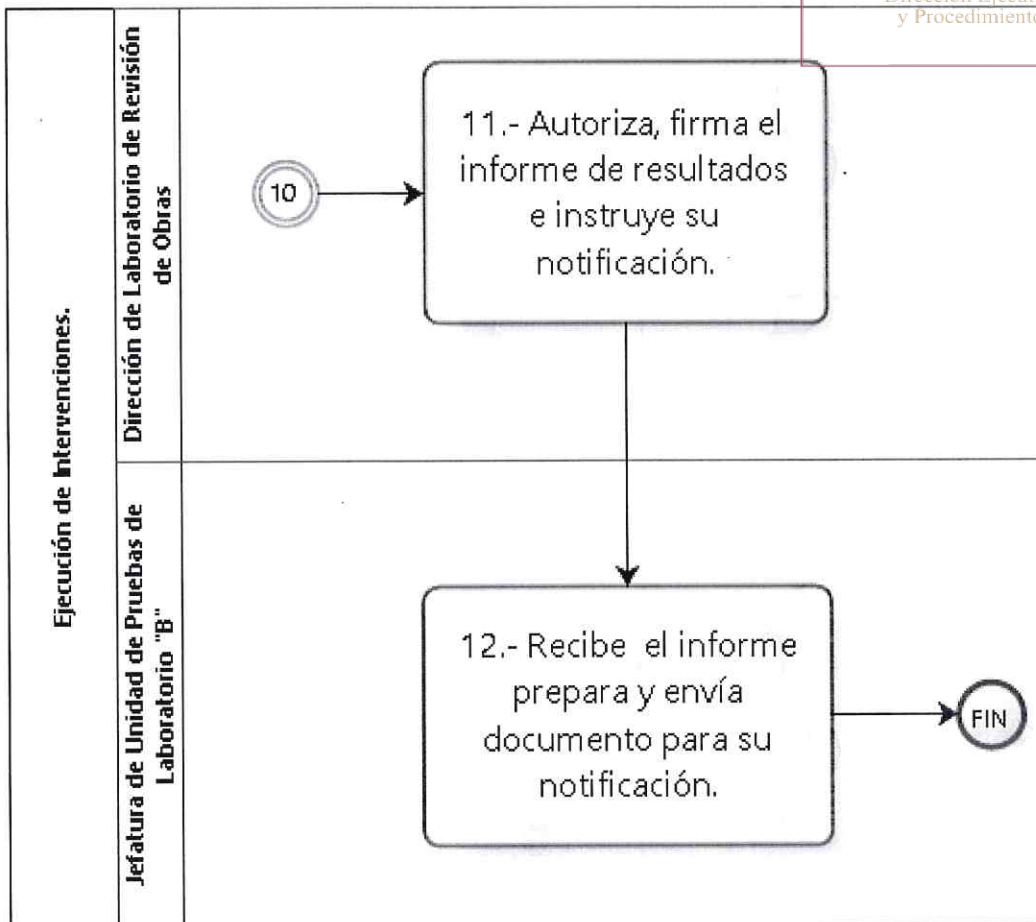 y Procedimiento
Ejecución de Intervenciones.
Dirección de Laboratorio de Revisión
de Obras
10
11.- Autoriza, firma el
informe de resultados
e instruye su
notificación.
Jefatura de Unidad de Pruebas de
Laboratorio "B"
12.- Recibe el informe
prepara y envía
documento para su
notificación.
FIN